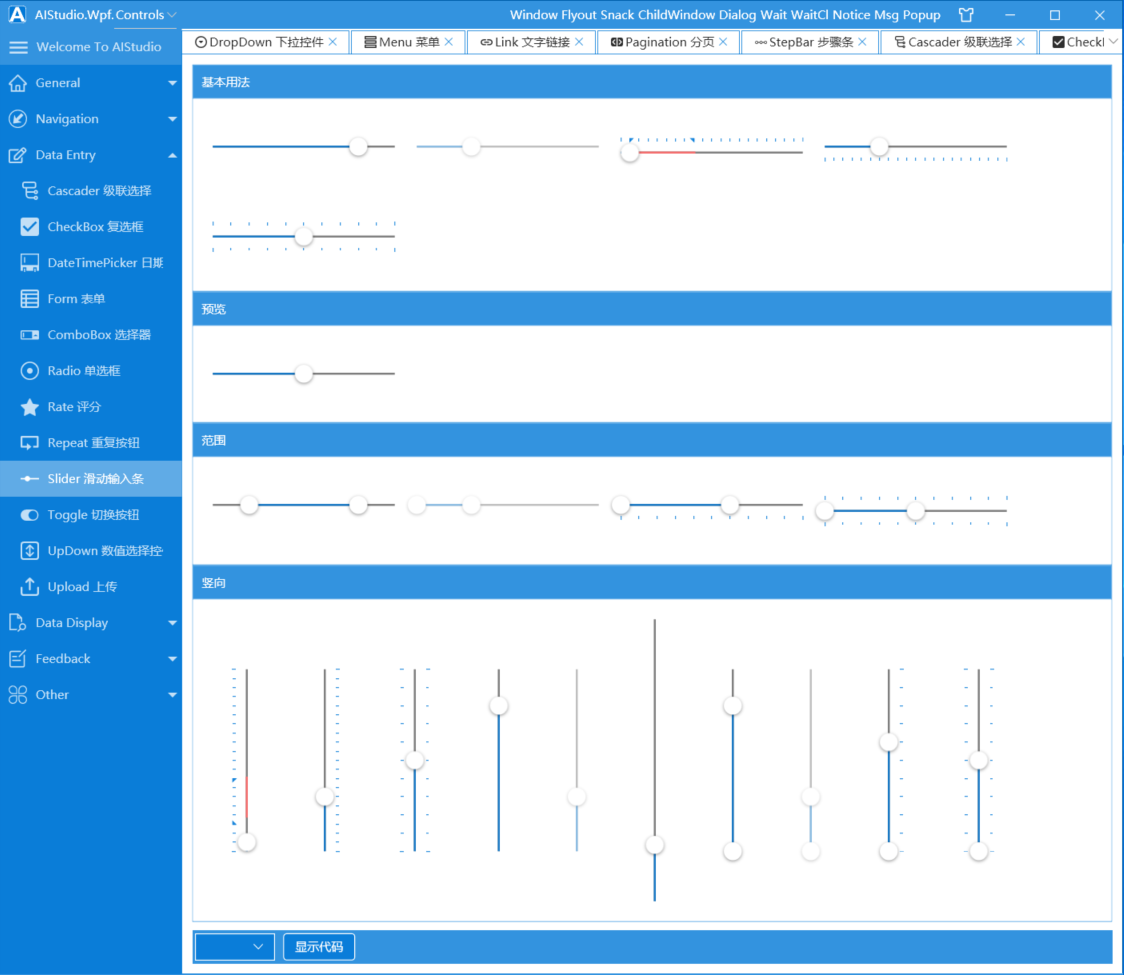 AIStudio.Wpf.Controls
Window Flyout Snack ChildWindow Dialog Wait WaitCl Notice Msg Popup
Welcome To AIStudio
DropDown 下拉控件
Menu 菜单
Link 文字链接
Pagination 分页
StepBar 步骤条
Cascader 级联选择
General
Navigation
Data Entry
Cascader 级联选择
CheckBox 复选框
DateTimePicker 日期
Form 表单
ComboBox 选择器
Radio 单选框
Rate 评分
Repeat 重复按钮
Slider 滑动输入条
Toggle 切换按钮
UpDown 数值选择控
Upload 上传
Data Display
Feedback
Other
基本用法
预览
范围
竖向
显示代码